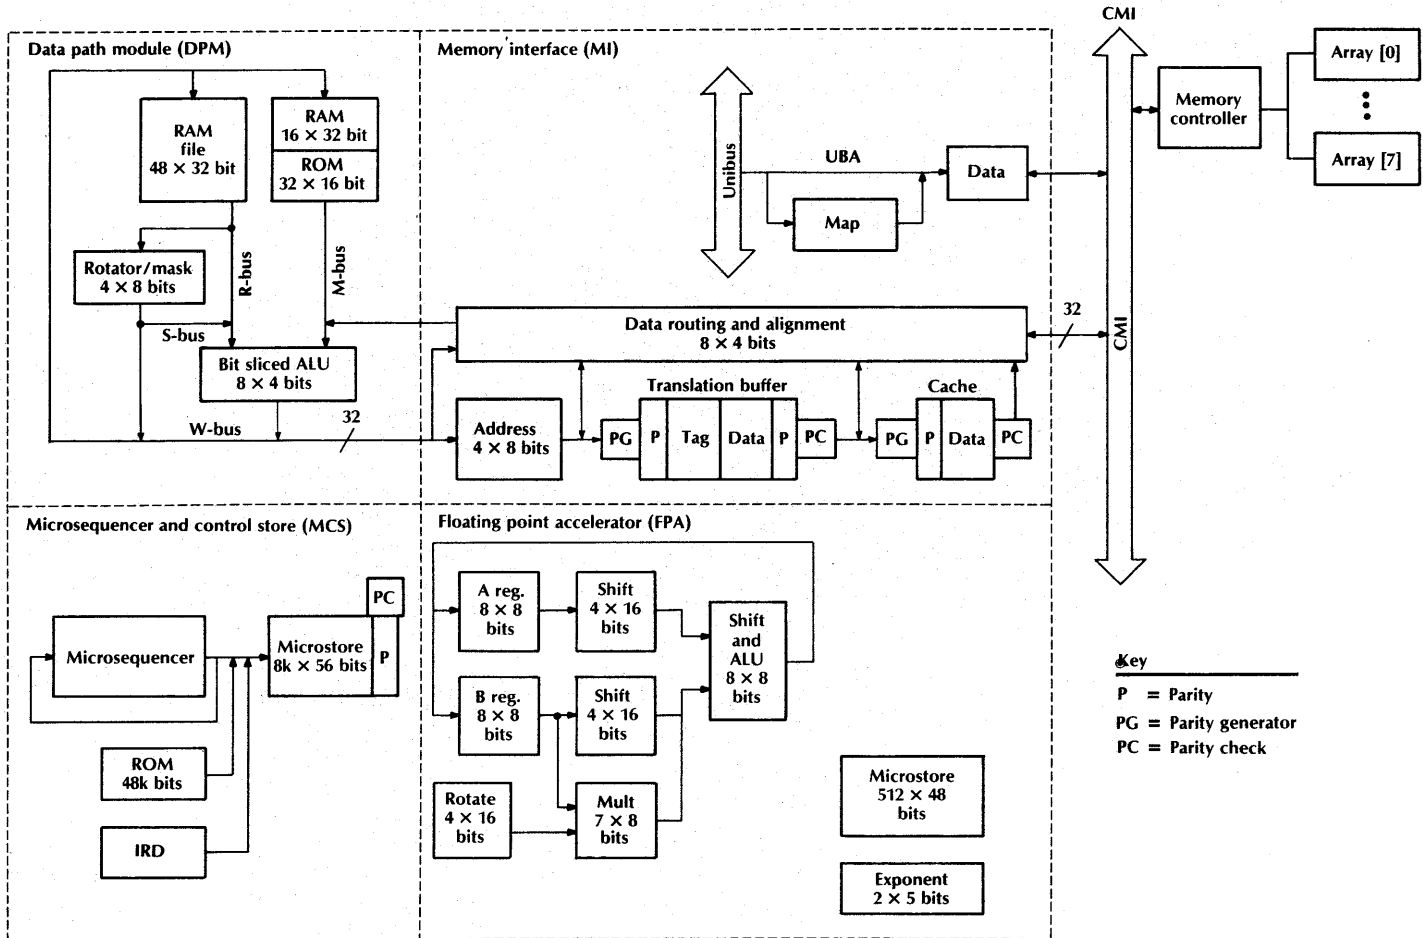 CMI
Data path module (DPM)
Memory interface (MI)
RAM
file
48 × 32 bit
RAM
16 × 32 bit
ROM
32 × 16 bit
Rotator/mask
4 × 8 bits
R-bus
M-bus
S-bus
Bit sliced ALU
8 × 4 bits
W-bus
32
Unibus
UBA
Data
Map
Data routing and alignment
8 × 4 bits
32
CMI
Memory
controller
Array [0]
Array [7]
Address
4 × 8 bits
Translation buffer
PG
P
Tag
Data
P
PC
Cache
PG
P
Data
PC
Microsequencer and control store (MCS)
PC
Microsequencer
Microstore
8k × 56 bits
P
ROM
48k bits
IRD
Floating point accelerator (FPA)
A reg.
8 × 8
bits
Shift
4 × 16
bits
Shift
and
ALU
8 × 8
bits
B reg.
8 × 8
bits
Shift
4 × 16
bits
Rotate
4 × 16
bits
Mult
7 × 8
bits
Microstore
512 × 48
bits
Exponent
2 × 5 bits
Key
P = Parity
PG = Parity generator
PC = Parity check